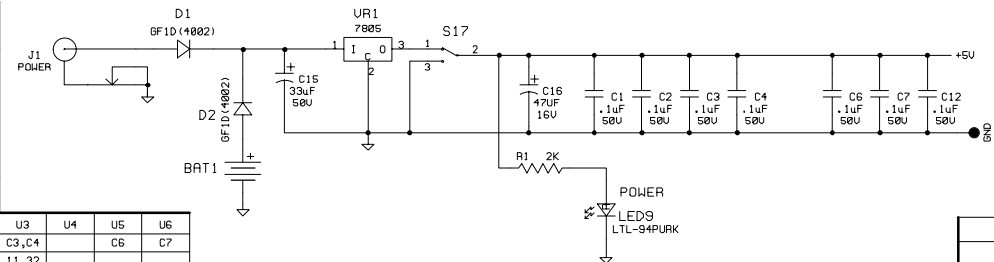 D1
GF1D(4002)
J1
POWER
D2
GF1D(4002)
BAT1
+
+
C15
33uF
50V
VR1
7805
1
I
O
3
C
2
S17
1
2
3
+5V
+
C16
47UF
16V
C1
.1uF
50V
C2
.1uF
50V
C3
.1uF
50V
C4
.1uF
50V
C6
.1uF
50V
C7
.1uF
50V
C12
.1uF
50V
GND
R1 2K
POWER
LED9
LTL-94PURK
U3 U4 U5 U6
C3,C4 C6 C7
11,32